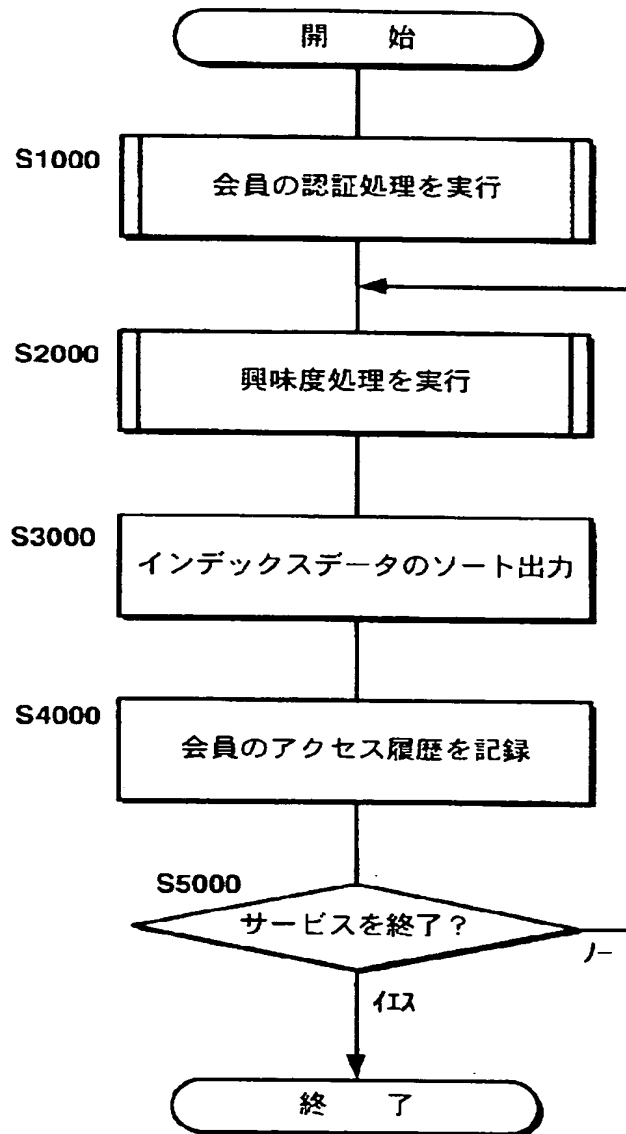 開 始
S1000
会員の認証処理を実行
S2000
興味度処理を実行
S3000
インデックスデータのソート出力
S4000
会員のアクセス履歴を記録
S5000
サービスを終了?
ノー
イエス
終 了